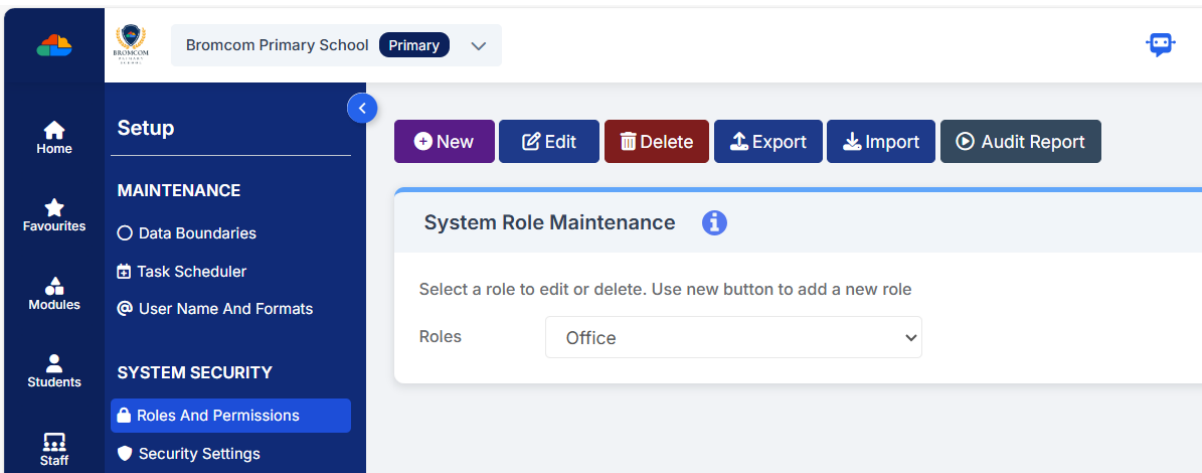 BROMCOM
Bromcom Primary School Primary
Home
Favourites
Modules
Students
Staff
Setup
MAINTENANCE
Data Boundaries
Task Scheduler
User Name And Formats
SYSTEM SECURITY
Roles And Permissions
Security Settings
New Edit Delete Export Import Audit Report
System Role Maintenance
Select a role to edit or delete. Use new button to add a new role
Roles Office